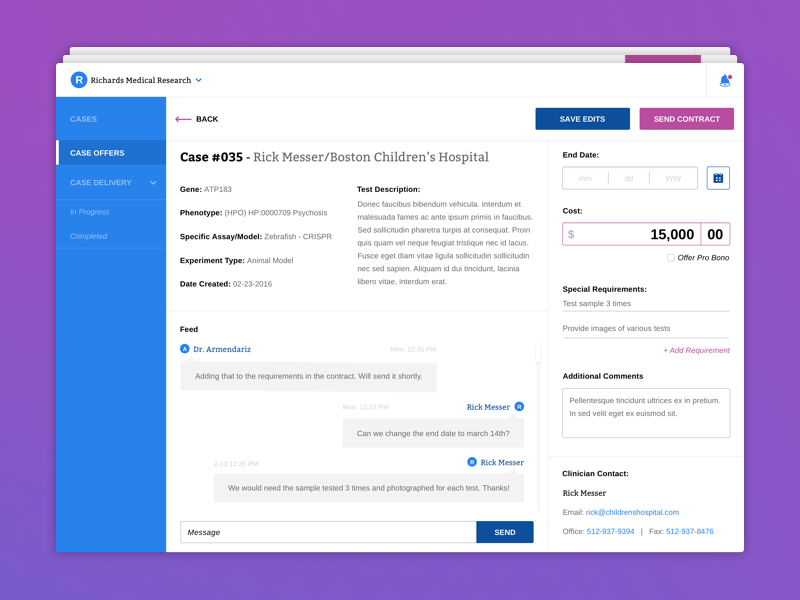 R Richards Medical Research
CASES
CASE OFFERS
CASE DELIVERY
In Progress
Completed
BACK
SAVE EDITS
SEND CONTRACT
Case #035 - Rick Messer/Boston Children's Hospital
Gene: ATP183
Phenotype: (HPO) HP:0000709 Psychosis
Specific Assay/Model: Zebrafish - CRISPR
Experiment Type: Animal Model
Date Created: 02-23-2016
Test Description:
Donec faucibus bibendum vehicula. Interdum et
malesuada fames ac ante ipsum primis in faucibus.
Sed sollicitudin pharetra turpis at consequat. Proin
quis quam vel neque feugiat tristique nec id lacus.
Fusce eget diam vitae ligula sollicitudin sollicitudin
nec sed sapien. Aliquam id dui tincidunt, lacinia
libero vitae, interdum erat.
Feed
A Dr. Armendariz
Mon. 12:35 PM
Adding that to the requirements in the contract. Will send it shortly.
Mon. 12:33 PM
Rick Messer R
Can we change the end date to march 14th?
2-13 12:35 PM
R Rick Messer
We would need the sample tested 3 times and photographed for each test. Thanks!
Message
SEND
End Date:
mm dd yyyy
Cost:
$ 15,000 00
Offer Pro Bono
Special Requirements:
Test sample 3 times
Provide images of various tests
+ Add Requirement
Additional Comments
Pellentesque tincidunt ultrices ex in pretium.
In sed velit eget ex euismod sit.
Clinician Contact:
Rick Messer
Email: rick@childrenshospital.com
Office: 512-937-9394 | Fax: 512-937-8476